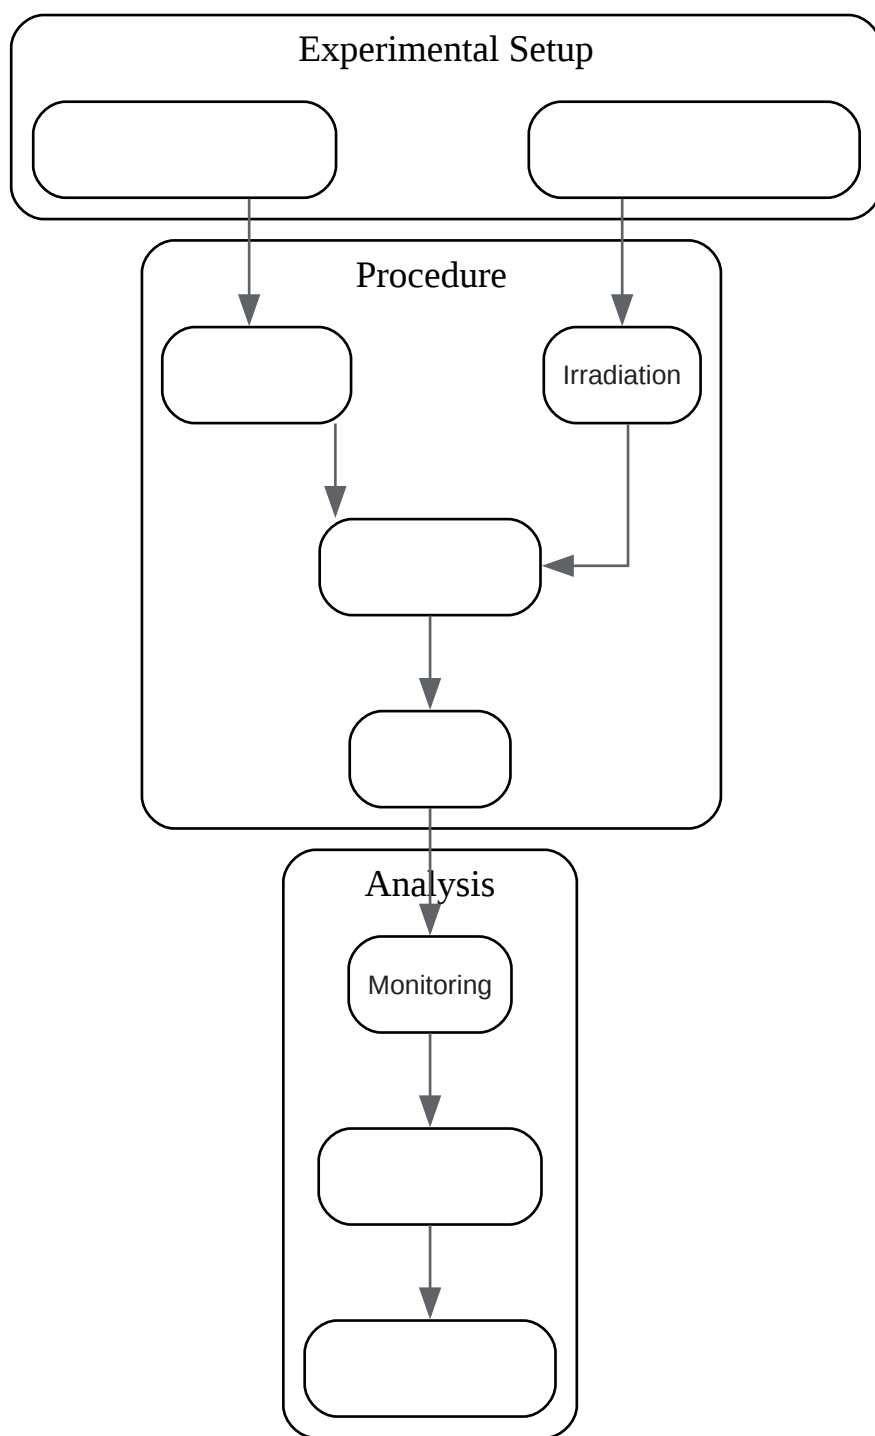 Experimental Setup
Procedure
Irradiation
Analysis
Monitoring